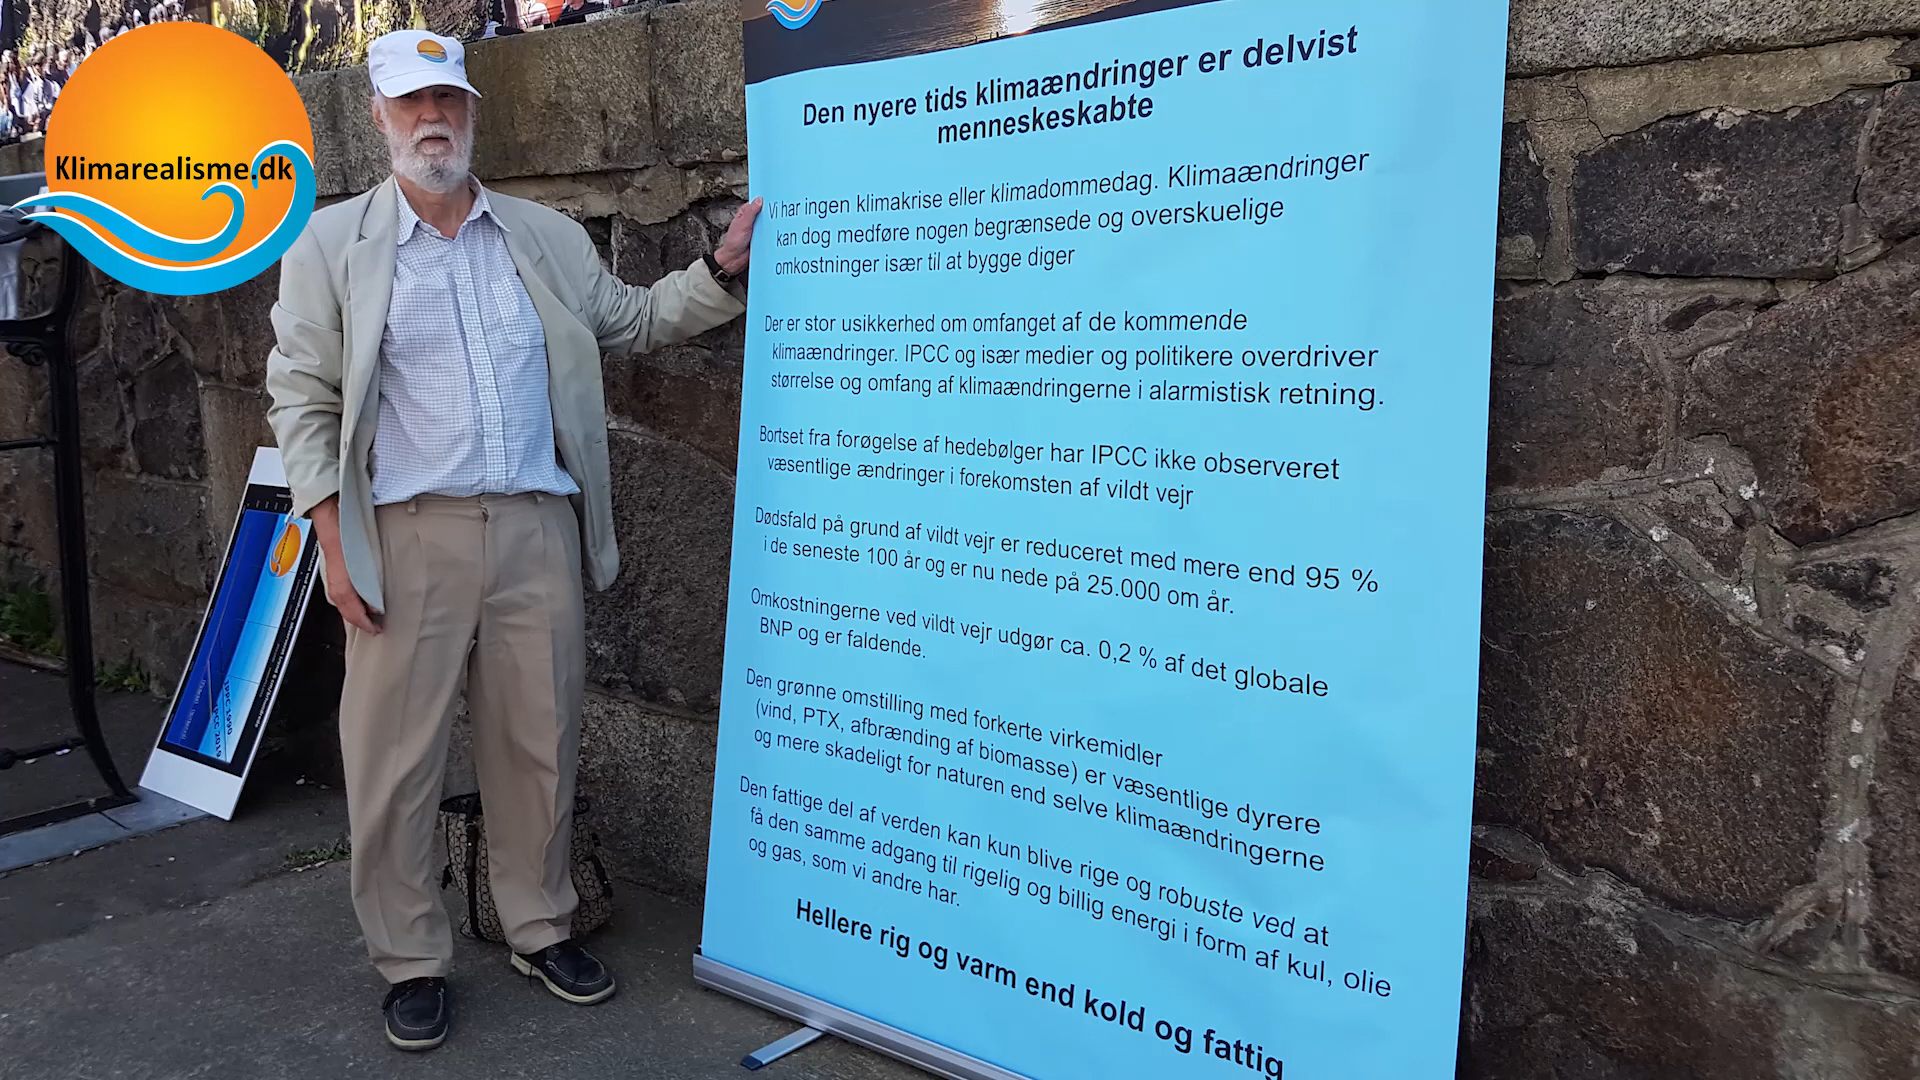 Klimarealisme.dk
Den nyere tids klimaændringer er delvist
menneskeskabte
Vi har ingen klimakrise eller klimadommedag. Klimaændringer
kan dog medføre nogen begrænsede og overskuelige
omkostninger især til at bygge diger
Der er stor usikkerhed om omfanget af de kommende
klimaændringer. IPCC og især medier og politikere overdriver
størrelse og omfang af klimaændringerne i alarmistisk retning.
Bortset fra forøgelse af hedebølger har IPCC ikke observeret
væsentlige ændringer i forekomsten af vildt vejr
Dødsfald på grund af vildt vejr er reduceret med mere end 95 %
i de seneste 100 år og er nu nede på 25.000 om år.
Omkostningerne ved vildt vejr udgør ca. 0,2 % af det globale
BNP og er faldende.
Den grønne omstilling med forkerte virkemidler
(vind, PTX, afbrænding af biomasse) er væsentlige dyrere
og mere skadeligt for naturen end selve klimaændringerne
Den fattige del af verden kan kun blive rige og robuste ved at
få den samme adgang til rigelig og billig energi i form af kul, olie
og gas, som vi andre har.
Hellere rig og varm end kold og fattig
IPCC 1990
IPCC 2019